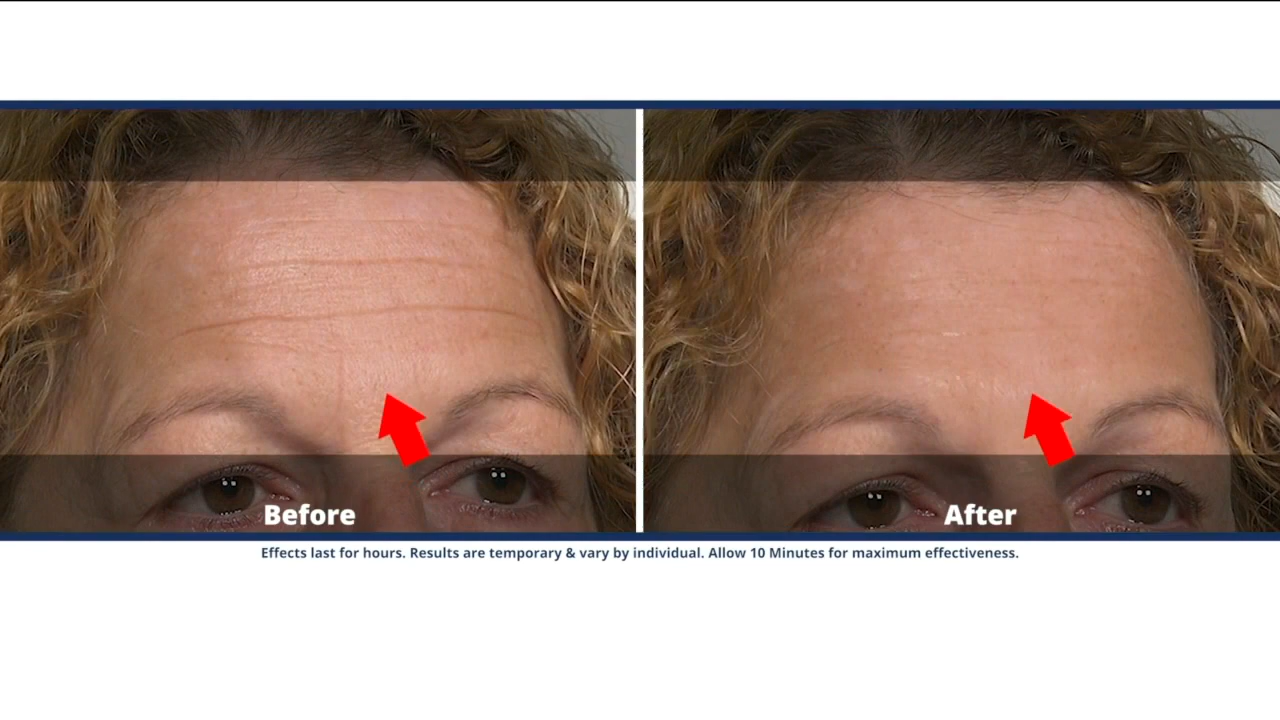 Before
After
Effects last for hours. Results are temporary & vary by individual. Allow 10 Minutes for maximum effectiveness.